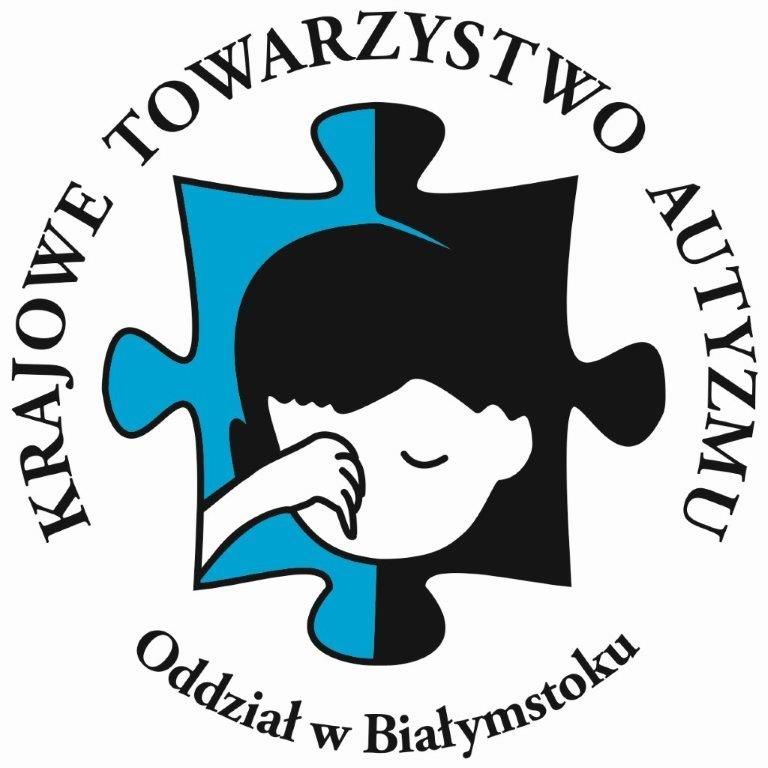 KRAJOWE TOWARZYSTWO AUTYZMU
Oddział w Białymstoku